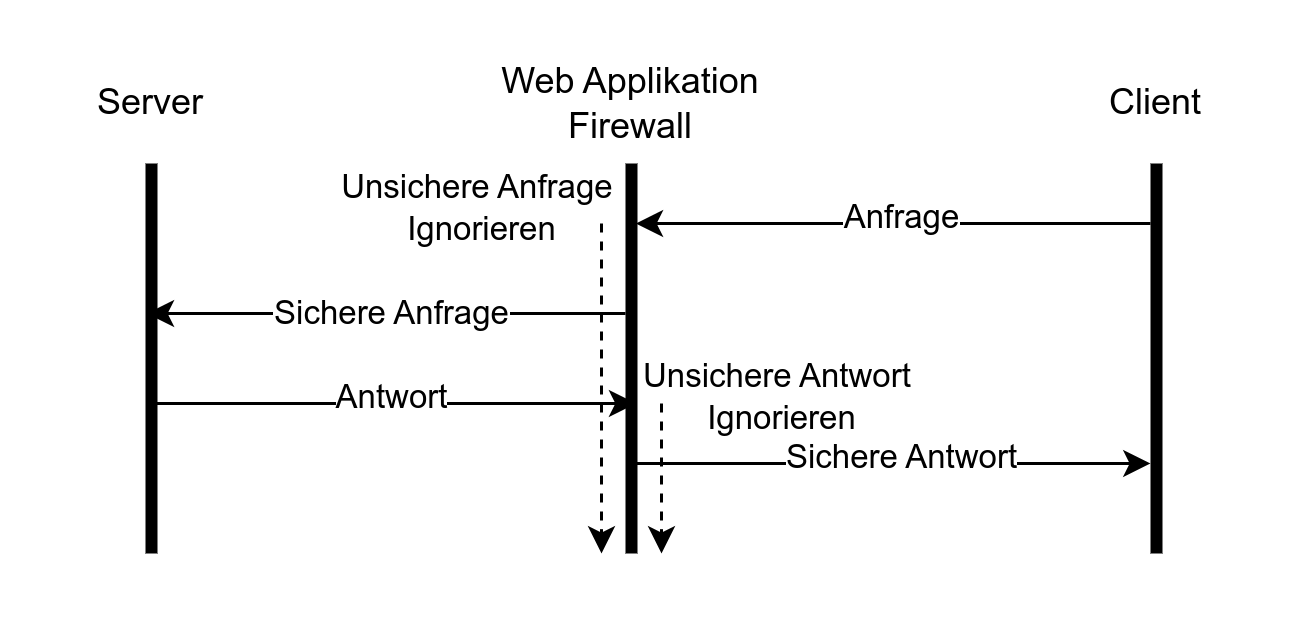 Server
Web Applikation
Firewall
Client
Unsichere Anfrage
Ignorieren
Anfrage
Sichere Anfrage
Antwort
Unsichere Antwort
Ignorieren
Sichere Antwort